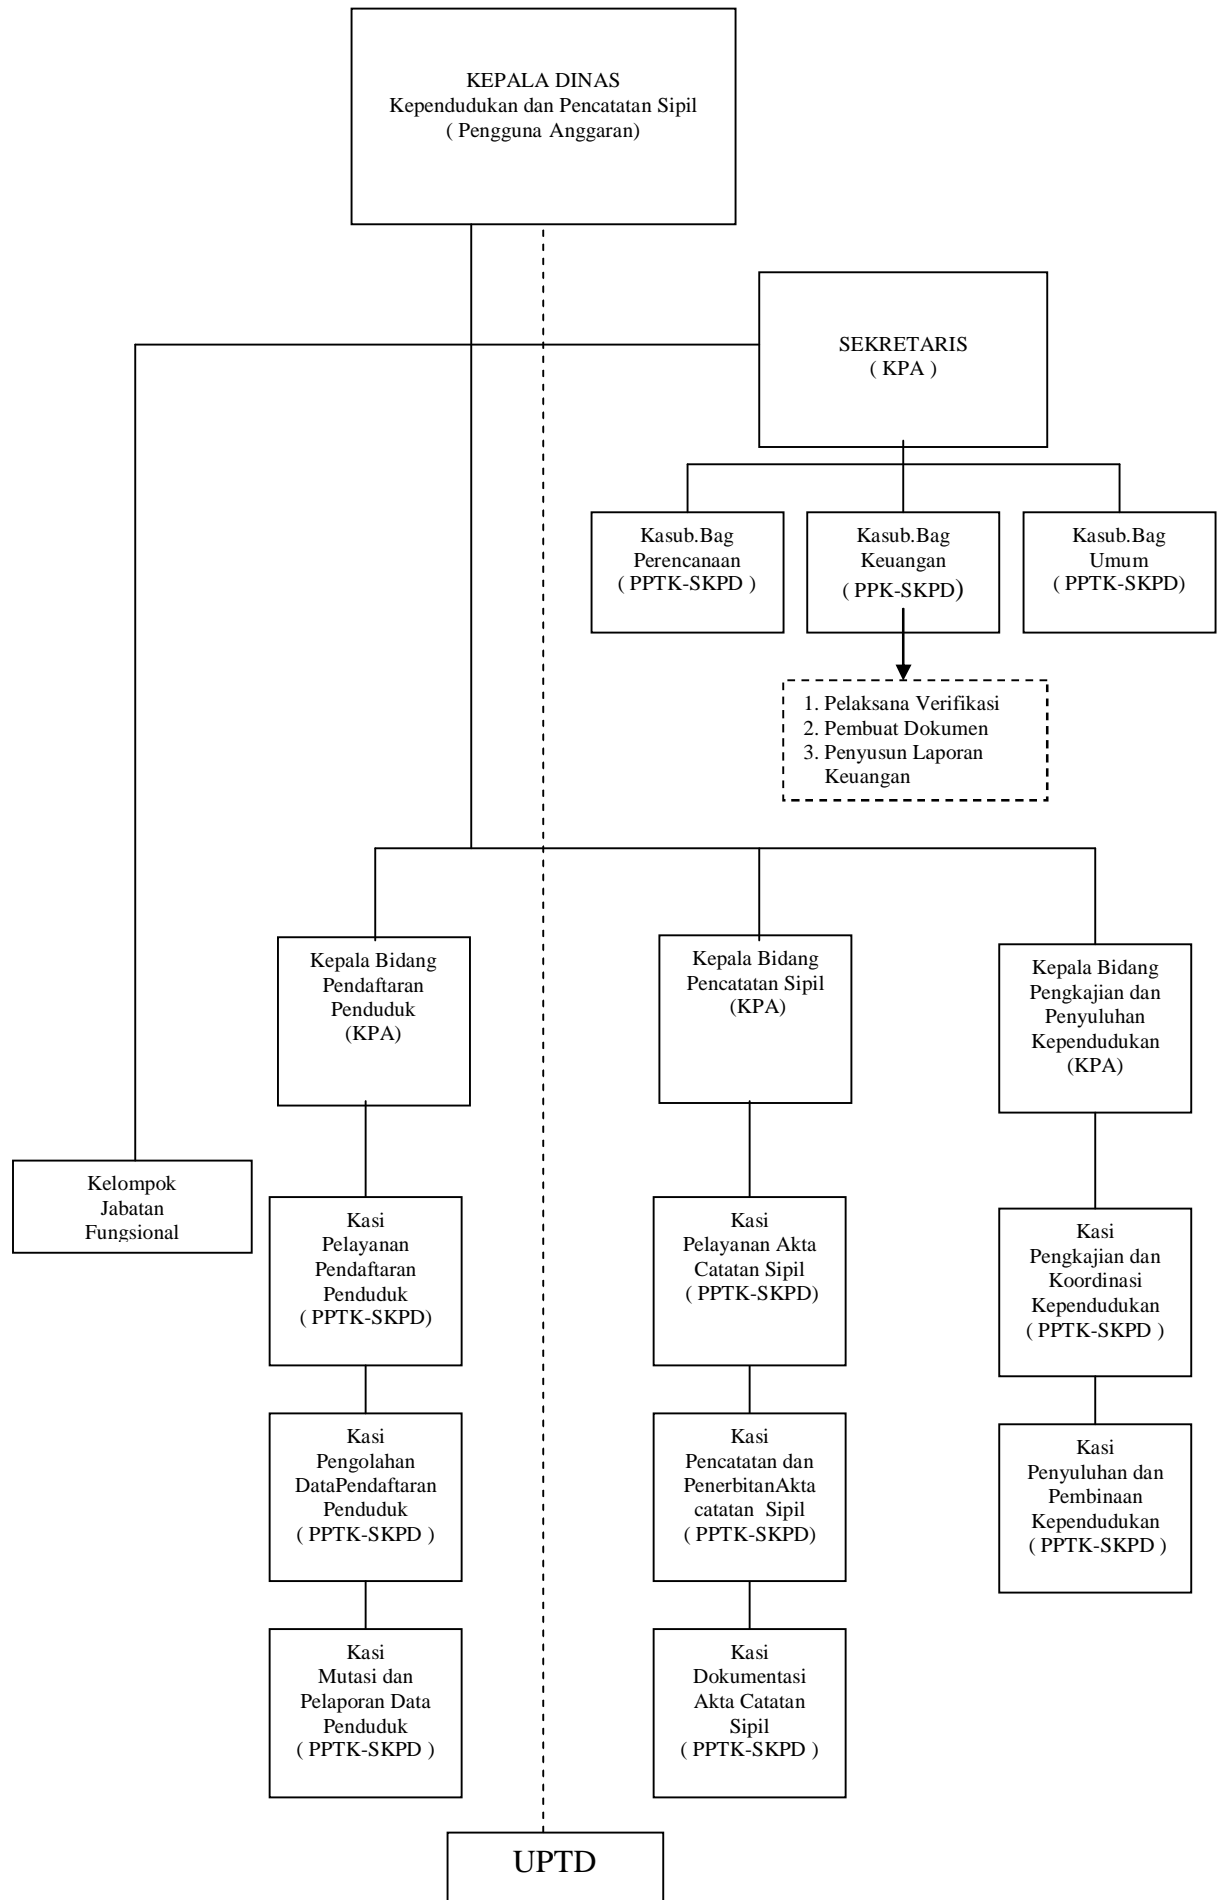 KEPALA DINAS
Kependudukan dan Pencatatan Sipil
( Pengguna Anggaran)
SEKRETARIS
( KPA )
Kasub.Bag
Perencanaan
( PPTK-SKPD )
Kasub.Bag
Keuangan
( PPK-SKPD)
Kasub.Bag
Umum
(PPTK-SKPD)
1. Pelaksana Verifikasi
2. Pembuat Dokumen
3. Penyusun Laporan
Keuangan
Kepala Bidang
Pendaftaran
Penduduk
(KPA)
Kepala Bidang
Pencatatan Sipil
(KPA)
Kepala Bidang
Pengkajian dan
Penyuluhan
Kependudukan
(KPA)
Kelompok
Jabatan
Fungsional
Kasi
Pelayanan
Pendaftaran
Penduduk
( PPTK-SKPD)
Kasi
Pelayanan Akta
Catatan Sipil
( PPTK-SKPD)
Kasi
Pengkajian dan
Koordinasi
Kependudukan
( PPTK-SKPD )
Kasi
Pengolahan
DataPendaftaran
Penduduk
( PPTK-SKPD )
Kasi
Pencatatan dan
PenerbitanAkta
catatan  Sipil
( PPTK-SKPD)
Kasi
Penyuluhan dan
Pembinaan
Kependudukan
( PPTK-SKPD )
Kasi
Mutasi dan
Pelaporan Data
Penduduk
( PPTK-SKPD )
Kasi
Dokumentasi
Akta Catatan
Sipil
( PPTK-SKPD )
UPTD